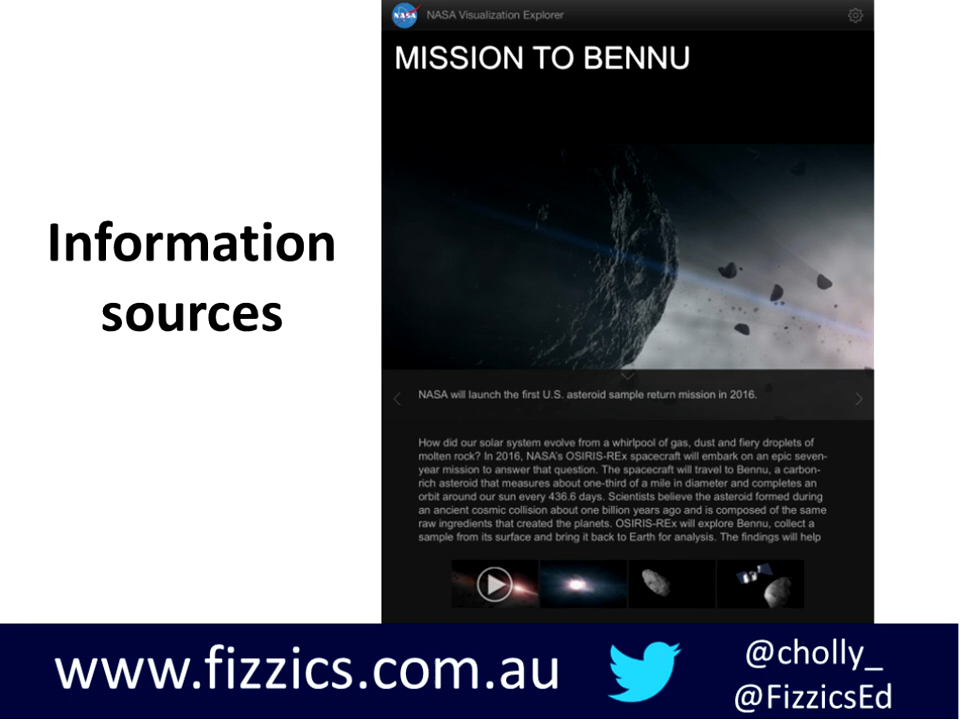 NASA
NASA Visualization Explorer
MISSION TO BENNU
Information
sources
NASA will launch the first U.S. asteroid sample return mission in 2016.
How did our solar system evolve from a whirlpool of gas, dust and fiery droplets of
molten rock? In 2016, NASA's OSIRIS-REx spacecraft will embark on an epic seven-
year mission to answer that question. The spacecraft will travel to Bennu, a carbon-
rich asteroid that measures about one-third of a mile in diameter and completes an
orbit around our sun every 436.6 days. Scientists believe the asteroid formed during
an ancient cosmic collision about one billion years ago and is composed of the same
raw ingredients that created the planets. OSIRIS-REx will explore Bennu, collect a
sample from its surface and bring it back to Earth for analysis. The findings will help
www.fizzics.com.au
@cholly_
@FizzicsEd